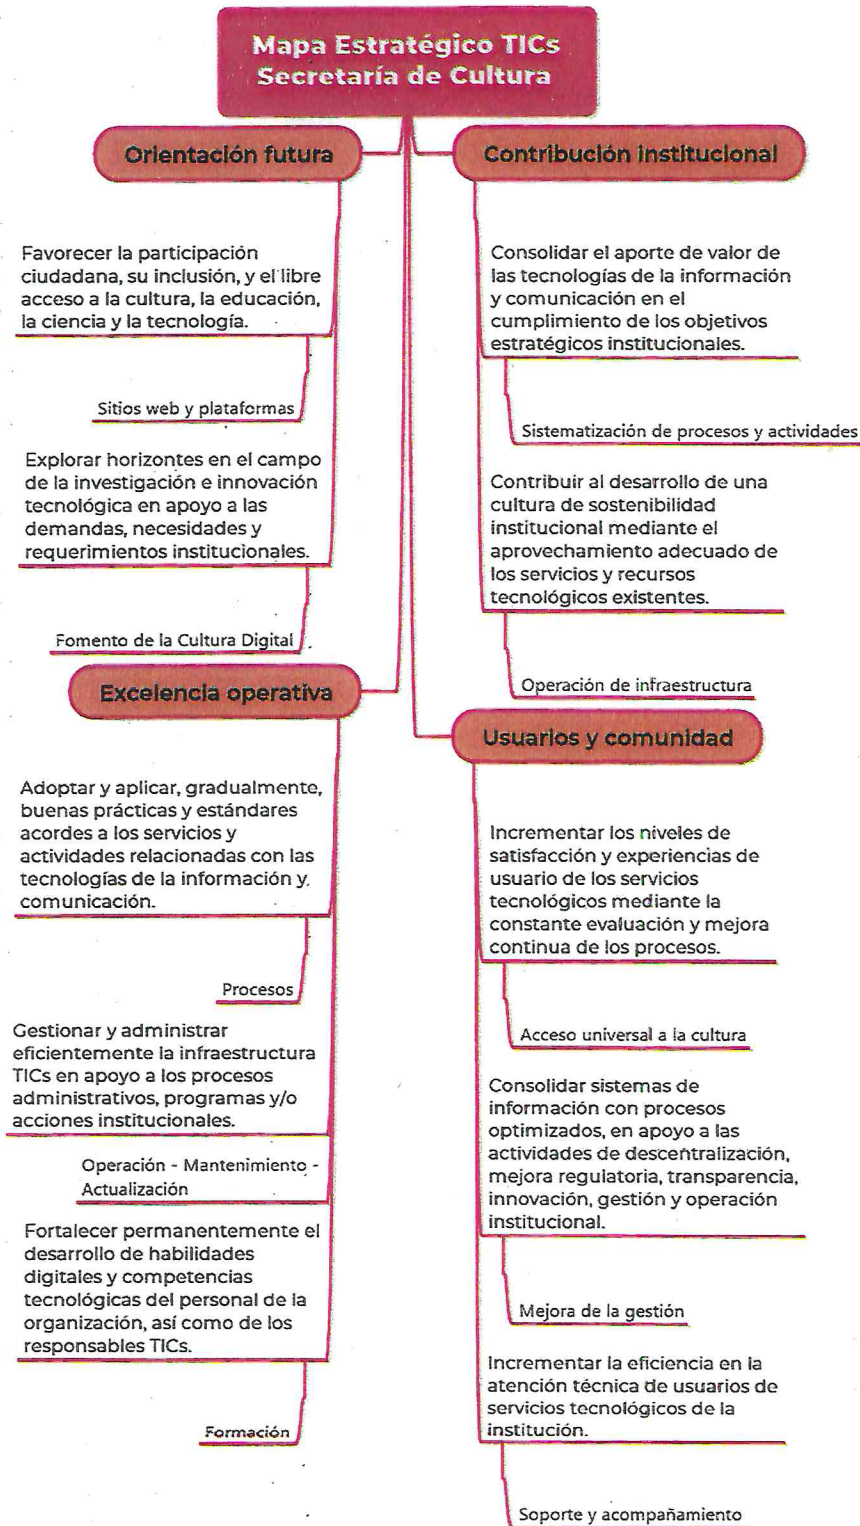 Mapa Estratégico TICs
Secretaría de Cultura
Orientación futura
Favorecer la participación
ciudadana, su inclusión, y el libre
acceso a la cultura, la educación,
la ciencia y la tecnología.
Sitios web y plataformas
Explorar horizontes en el campo
de la investigación e innovación
tecnológica en apoyo a las
demandas, necesidades y
requerimientos institucionales.
Fomento de la Cultura Digital
Contribución institucional
Consolidar el aporte de valor de
las tecnologías de la información
y comunicación en el
cumplimiento de los objetivos
estratégicos institucionales.
Sistematización de procesos y actividades
Contribuir al desarrollo de una
cultura de sostenibilidad
institucional mediante el
aprovechamiento adecuado de
los servicios y recursos
tecnológicos existentes.
Operación de infraestructura
Excelencia operativa
Adoptar y aplicar, gradualmente,
buenas prácticas y estándares
acordes a los servicios y
actividades relacionadas con las
tecnologías de la información y
comunicación.
Procesos
Gestionar y administrar
eficientemente la infraestructura
TICs en apoyo a los procesos
administrativos, programas y/o
acciones institucionales.
Operación - Mantenimiento -
Actualización
Fortalecer permanentemente el
desarrollo de habilidades
digitales y competencias
tecnológicas del personal de la
organización, así como de los
responsables TICs.
Formación
Usuarios y comunidad
Incrementar los niveles de
satisfacción y experiencias de
usuario de los servicios
tecnológicos mediante la
constante evaluación y mejora
continua de los procesos.
Acceso universal a la cultura
Consolidar sistemas de
información con procesos
optimizados, en apoyo a las
actividades de descentralización,
mejora regulatoria, transparencia,
innovación, gestión y operación
institucional.
Mejora de la gestión
Incrementar la eficiencia en la
atención técnica de usuarios de
servicios tecnológicos de la
institución.
Soporte y acompañamiento